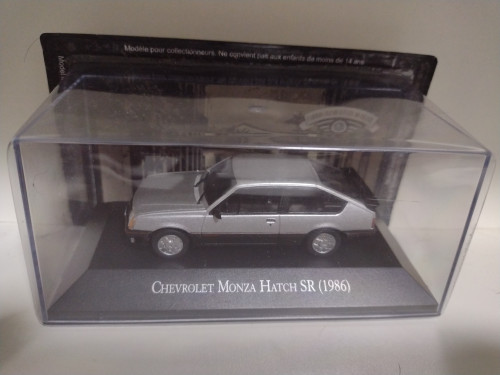 Modèle pour collectionneurs. Ne convient pas aux enfants de moins de 14 ans
CHEVROLET MONZA HATCH SR (1986)